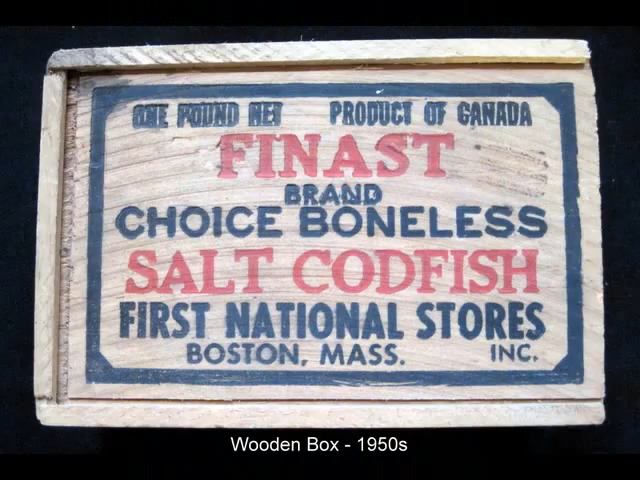 ONE POUND NET PRODUCT OF CANADA
FINAST
BRAND
CHOICE BONELESS
SALT CODFISH
FIRST NATIONAL STORES
BOSTON, MASS. INC.
Wooden Box - 1950s